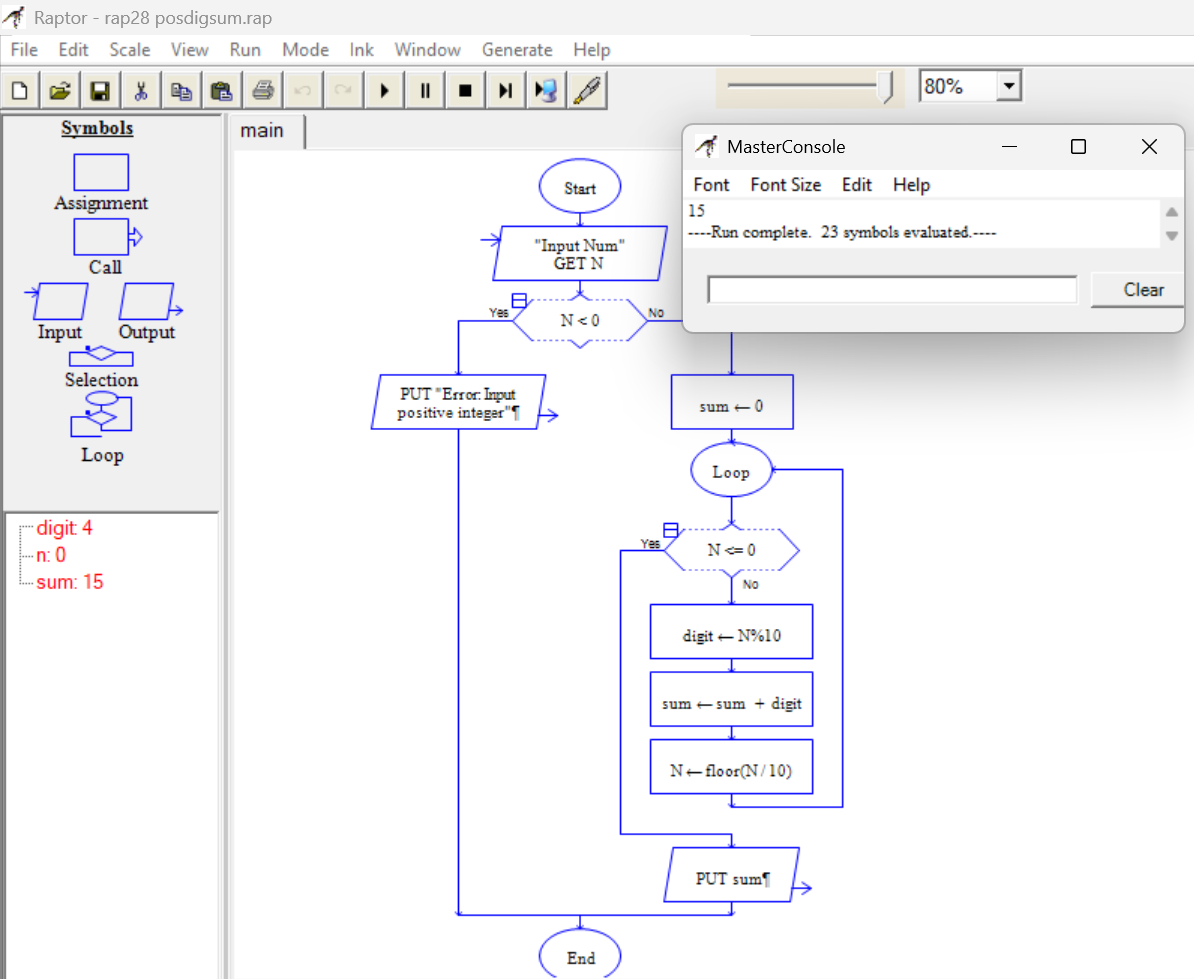 Raptor - rap28 posdigsum.rap
File Edit Scale View Run Mode Ink Window Generate Help
80%
Symbols
Assignment
Call
Input Output
Selection
Loop
digit: 4
n: 0
sum: 15
main
Start
"Input Num"
GET N
Yes
N < 0
No
PUT "Error: Input
positive integer"¶
sum ← 0
Loop
Yes
N <= 0
No
digit ← N%10
sum ← sum + digit
N ← floor(N / 10)
PUT sum¶
End
MasterConsole
Font Font Size Edit Help
15
----Run complete. 23 symbols evaluated.----
Clear